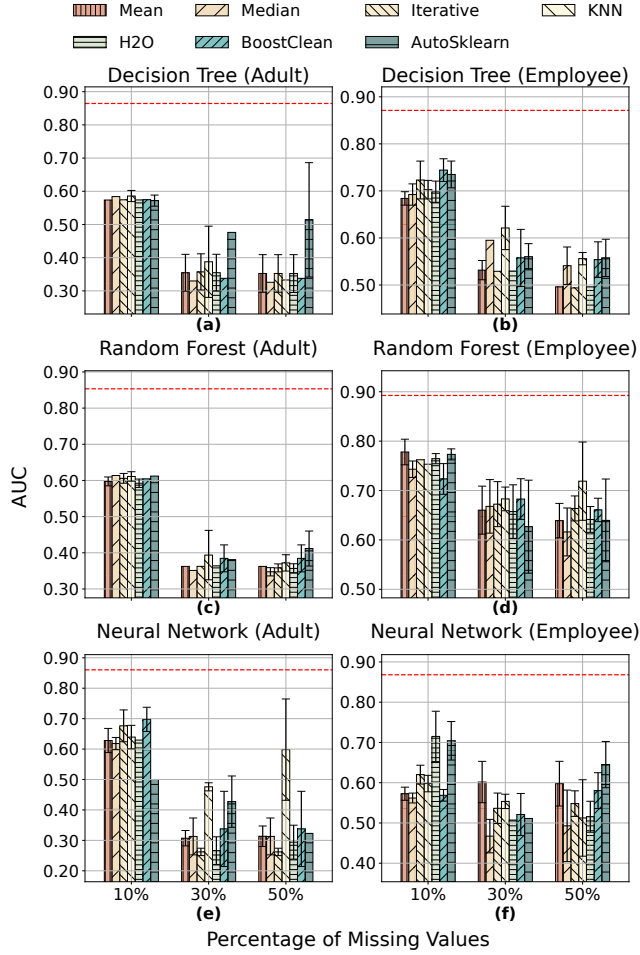 Mean Median Iterative KNN
H2O BoostClean AutoSklearn
Decision Tree (Adult) Decision Tree (Employee)
0.90
0.80
0.70
0.60
0.50
0.40
0.30
(a)
0.90
0.80
0.70
0.60
0.50
(b)
Random Forest (Adult) Random Forest (Employee)
0.90
0.80
0.70
0.60
0.50
0.40
0.30
(c)
0.90
0.80
0.70
0.60
0.50
(d)
AUC
Neural Network (Adult) Neural Network (Employee)
0.90
0.80
0.70
0.60
0.50
0.40
0.30
0.20
10% 30% 50%
(e)
0.90
0.80
0.70
0.60
0.50
0.40
10% 30% 50%
(f)
Percentage of Missing Values